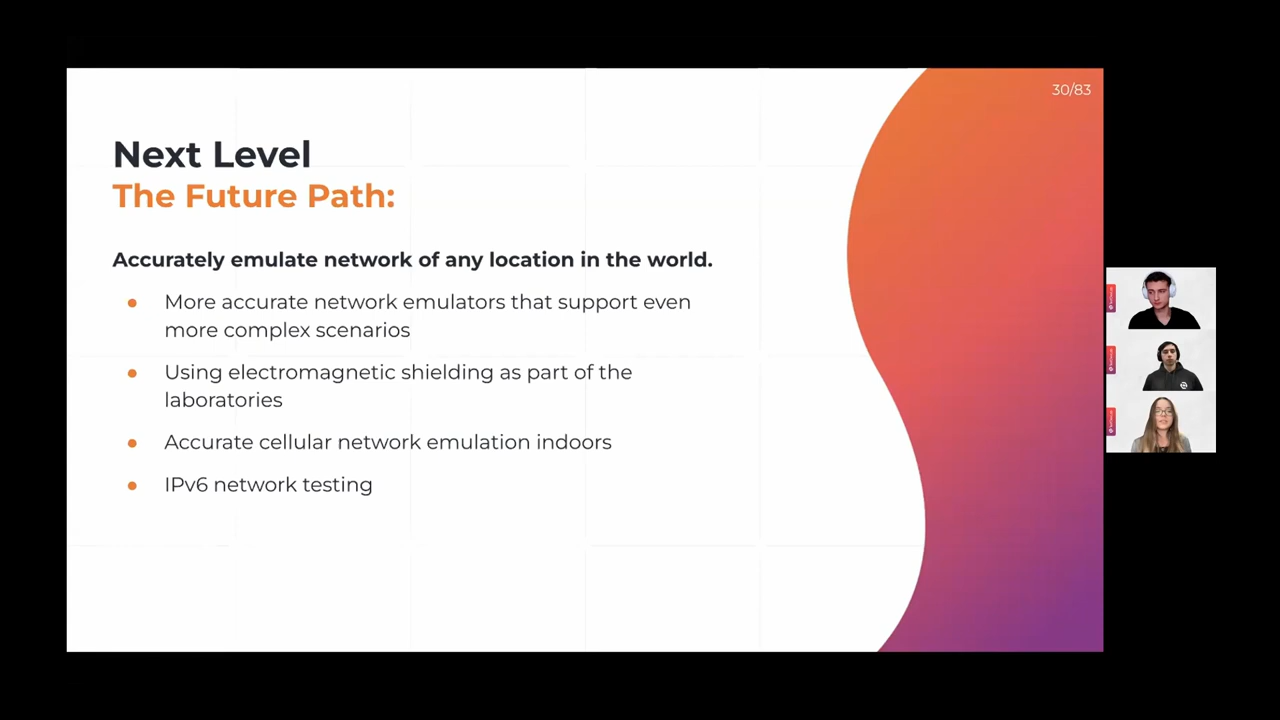 30/83
Next Level
The Future Path:
Accurately emulate network of any location in the world.
● More accurate network emulators that support even
more complex scenarios
● Using electromagnetic shielding as part of the
laboratories
● Accurate cellular network emulation indoors
● IPv6 network testing